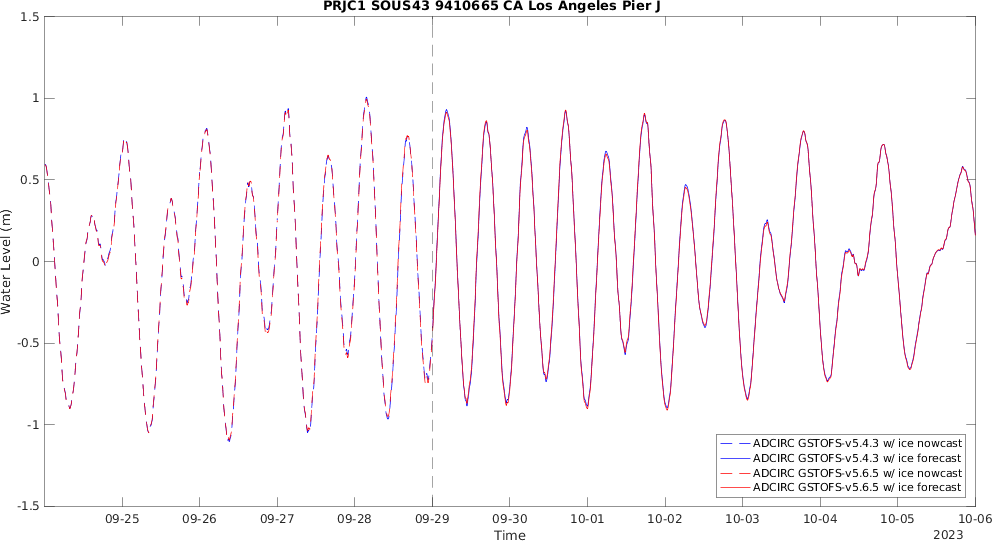 PRJC1 SOUS43 9410665 CA Los Angeles Pier J
1.5
1
0.5
0
-0.5
-1
-1.5
Water Level (m)
ADCIRC GSTOFS-v5.4.3 w/ ice nowcast
ADCIRC GSTOFS-v5.4.3 w/ ice forecast
ADCIRC GSTOFS-v5.6.5 w/ ice nowcast
ADCIRC GSTOFS-v5.6.5 w/ ice forecast
09-25 09-26 09-27 09-28 09-29 09-30 10-01 10-02 10-03 10-04 10-05 10-06
Time
2023